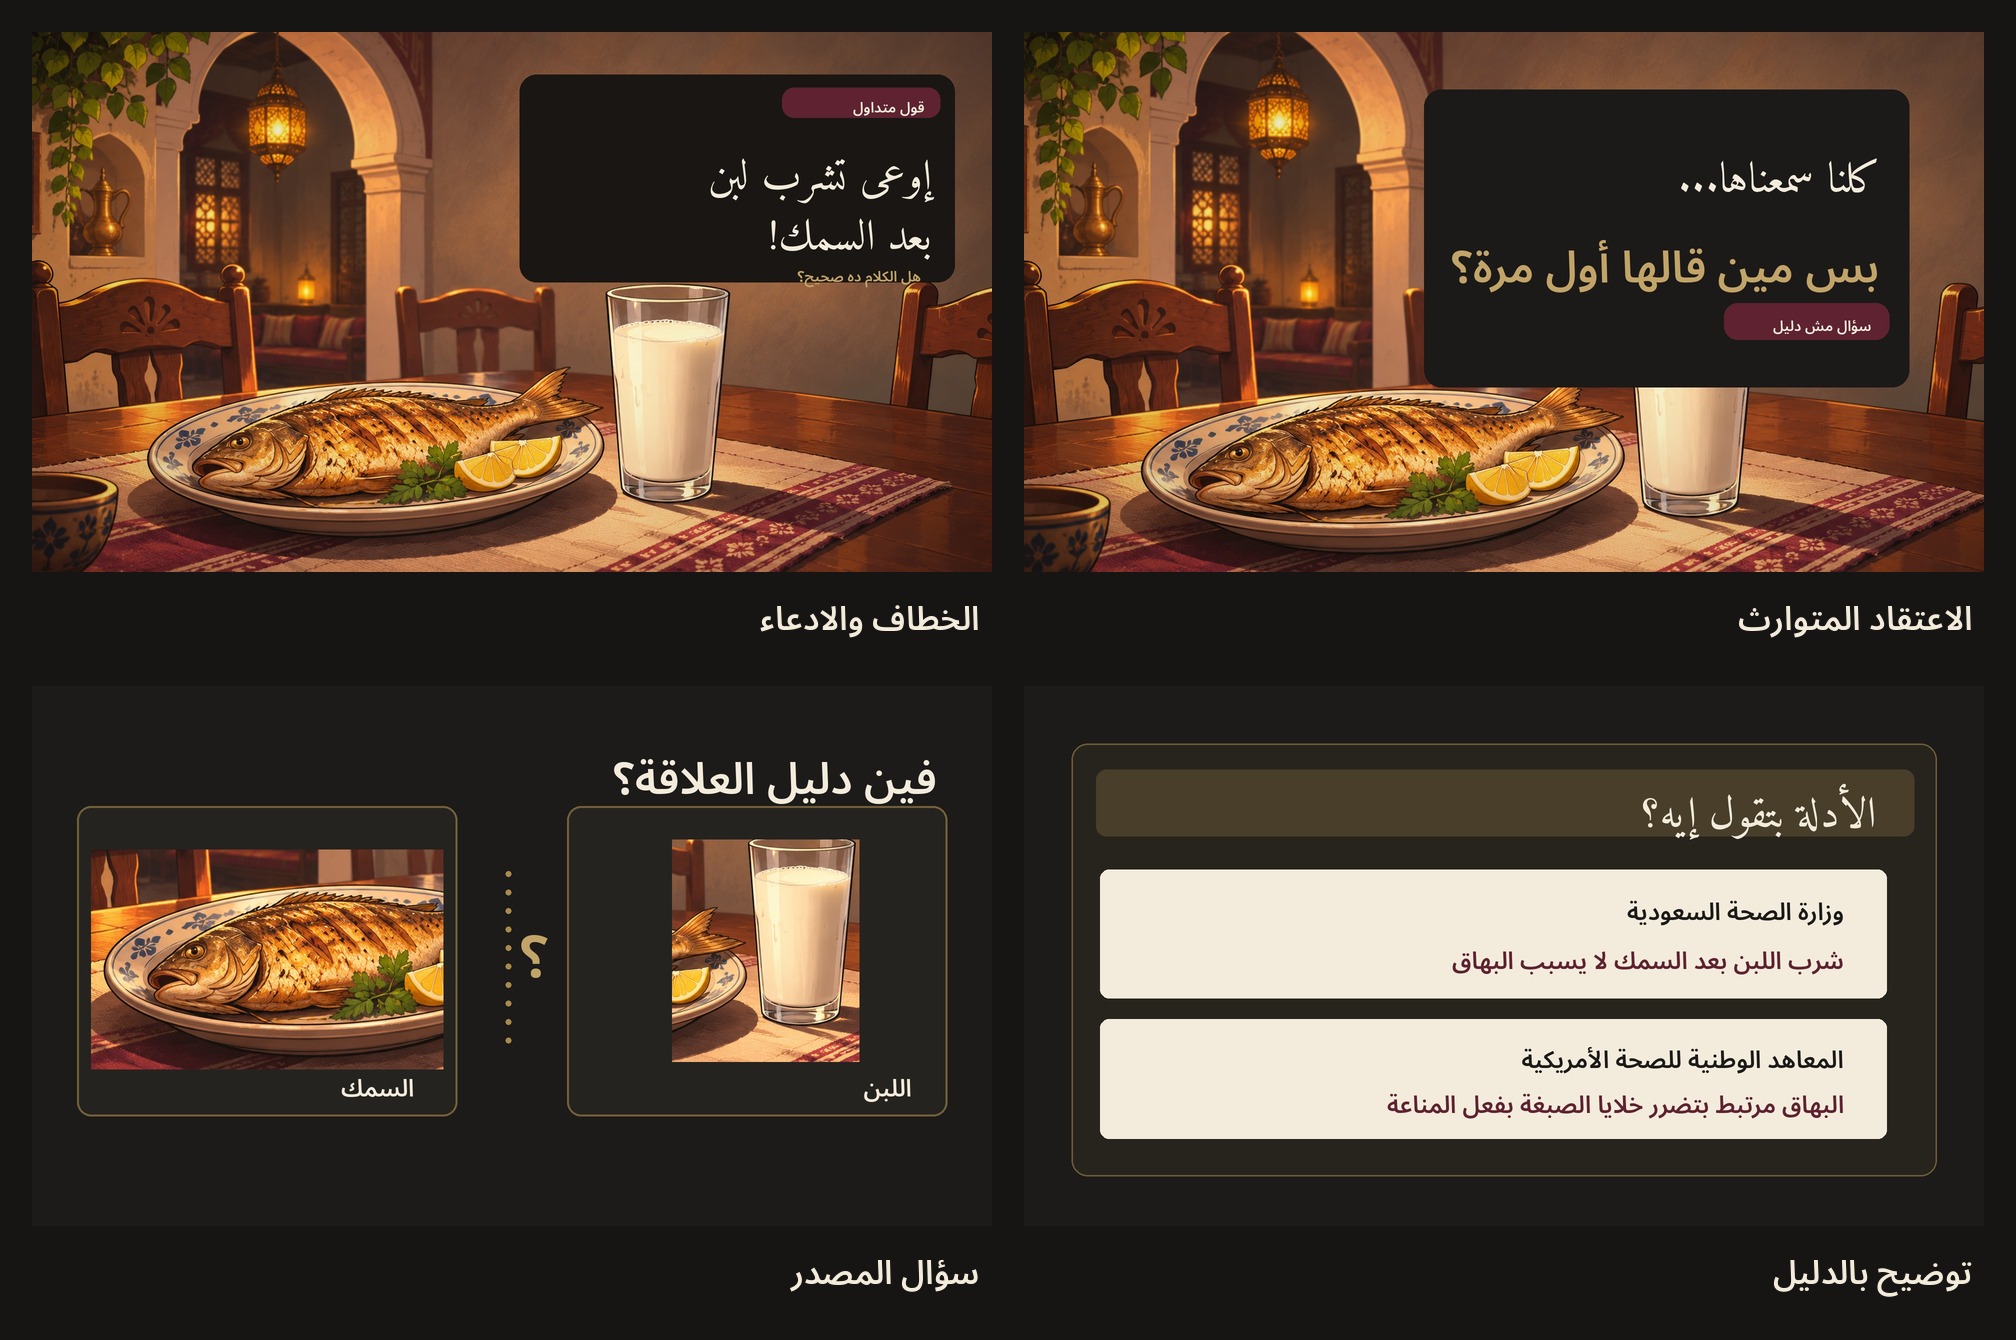 قول متداول
إوعى تشرب لبن
بعد السمك!
هل الكلام ده صحيح؟
الخطاف والادعاء
كلنا سمعناها...
بس مين قالها أول مرة؟
سؤال مش دليل
الاعتقاد المتوارث
فين دليل العلاقة؟
؟
اللبن
السمك
سؤال المصدر
الأدلة بتقول إيه؟
وزارة الصحة السعودية
شرب اللبن بعد السمك لا يسبب البهاق
المعاهد الوطنية للصحة الأمريكية
البهاق مرتبط بتضرر خلايا الصبغة بفعل المناعة
توضيح بالدليل